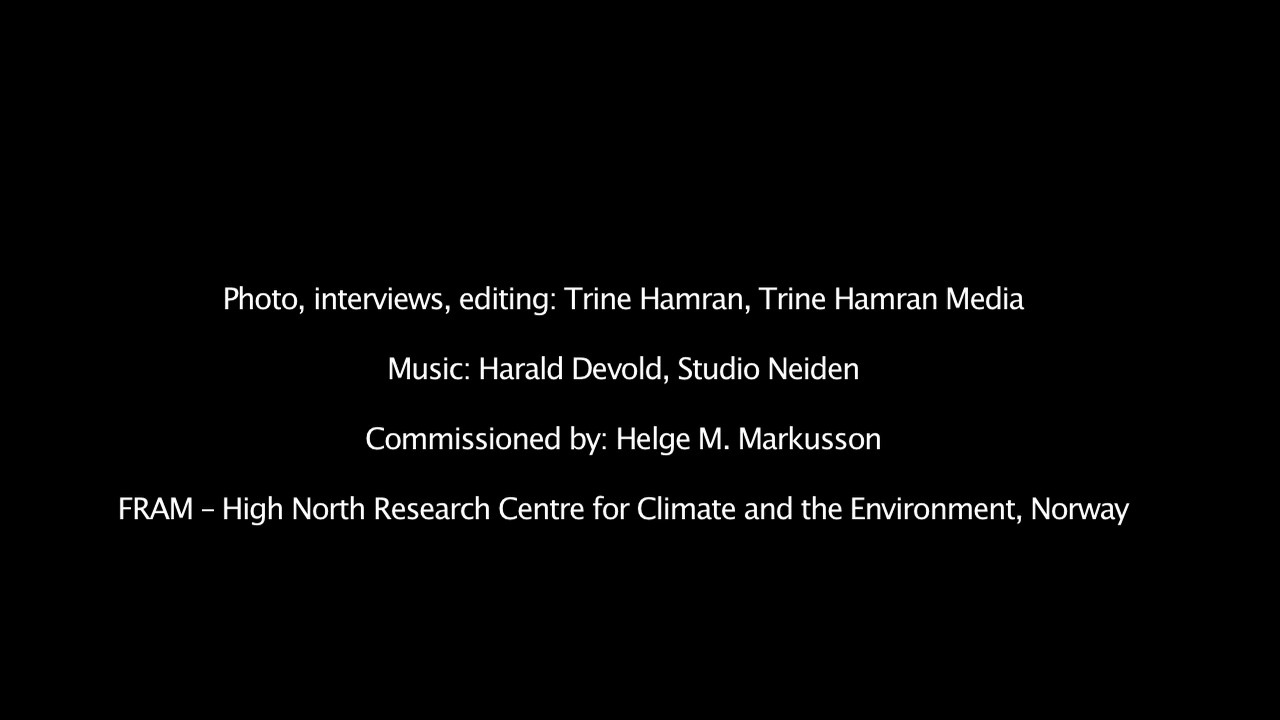 Photo, interviews, editing: Trine Hamran, Trine Hamran Media
Music: Harald Devold, Studio Neiden
Commissioned by: Helge M. Markusson
FRAM – High North Research Centre for Climate and the Environment, Norway